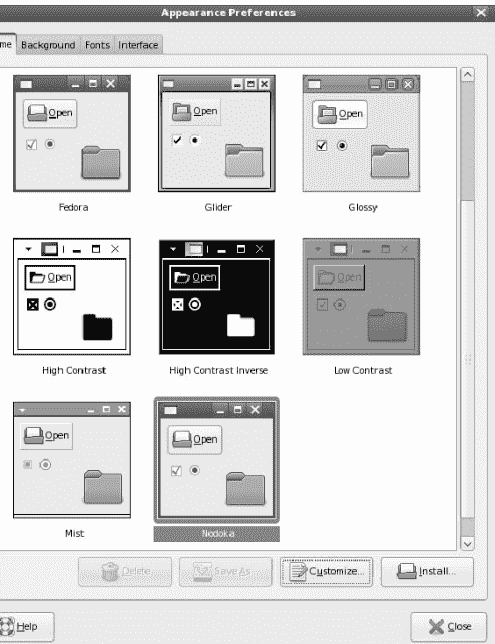 Appearance Preferences
me Background Fonts Interface
Open Open Open
Fedora Glider Glossy
Open Open Open
High Contrast High Contrast Inverse Low Contrast
Open Open
Mist Nodoka
Delete Save As... Customize... Install...
Help Close